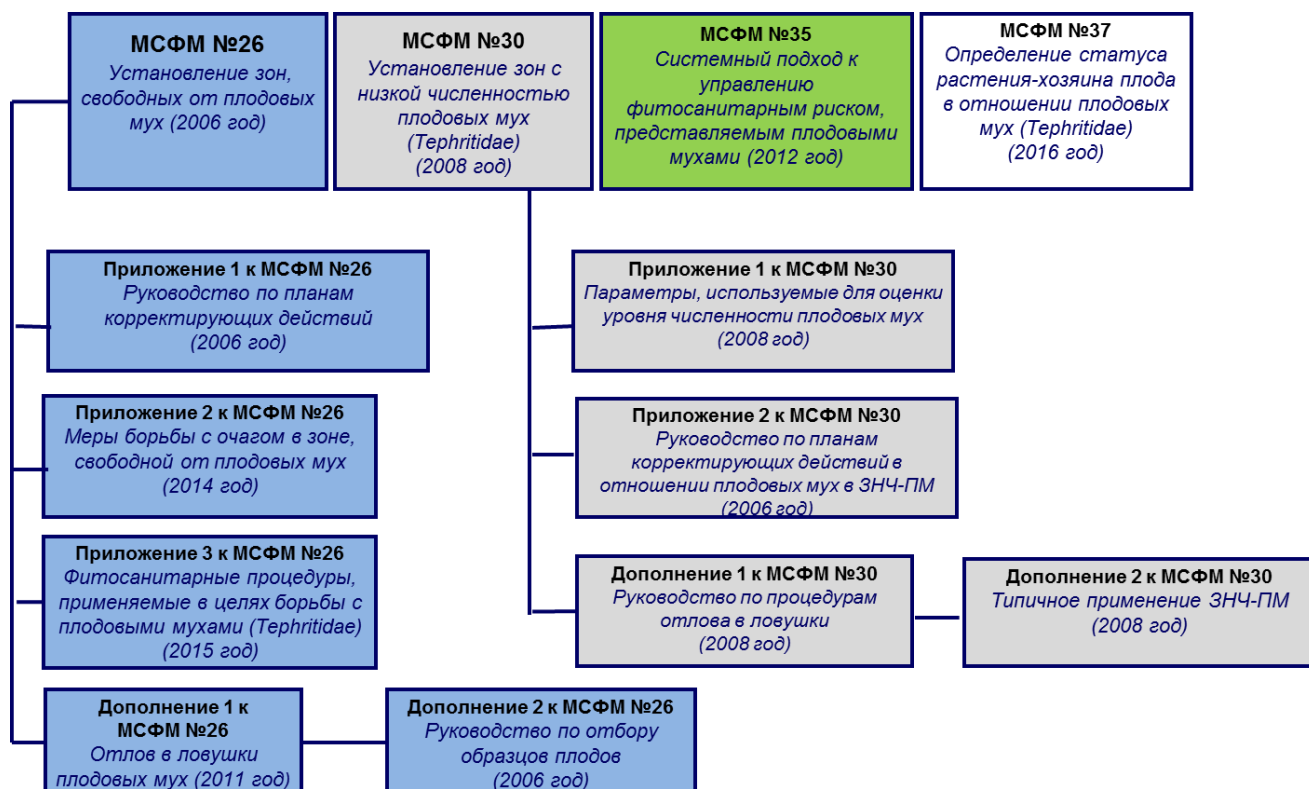 МСФМ №26
Установление зон,
свободных от плодовых
мух (2006 год)
МСФМ №30
Установление зон с
низкой численностью
плодовых мух
(Tephritidae)
(2008 год)
МСФМ №35
Системный подход к
управлению
фитосанитарным риском,
представляемым плодовыми
мухами (2012 год)
МСФМ №37
Определение статуса
растения-хозяина плода
в отношении плодовых
мух (Tephritidae)
(2016 год)
Приложение 1 к МСФМ №26
Руководство по планам
корректирующих действий
(2006 год)
Приложение 1 к МСФМ №30
Параметры, используемые для оценки
уровня численности плодовых мух
(2008 год)
Приложение 2 к МСФМ №26
Меры борьбы с очагом в зоне,
свободной от плодовых мух
(2014 год)
Приложение 2 к МСФМ №30
Руководство по планам
корректирующих действий в
отношении плодовых мух в ЗНЧ-ПМ
(2006 год)
Приложение 3 к МСФМ №26
Фитосанитарные процедуры,
применяемые в целях борьбы с
плодовыми мухами (Tephritidae)
(2015 год)
Дополнение 1 к МСФМ №30
Руководство по процедурам
отлова в ловушки
(2008 год)
Дополнение 2 к МСФМ №30
Типичное применение ЗНЧ-ПМ
(2008 год)
Дополнение 1 к
МСФМ №26
Отлов в ловушки
плодовых мух (2011 год)
Дополнение 2 к МСФМ №26
Руководство по отбору
образцов плодов
(2006 год)